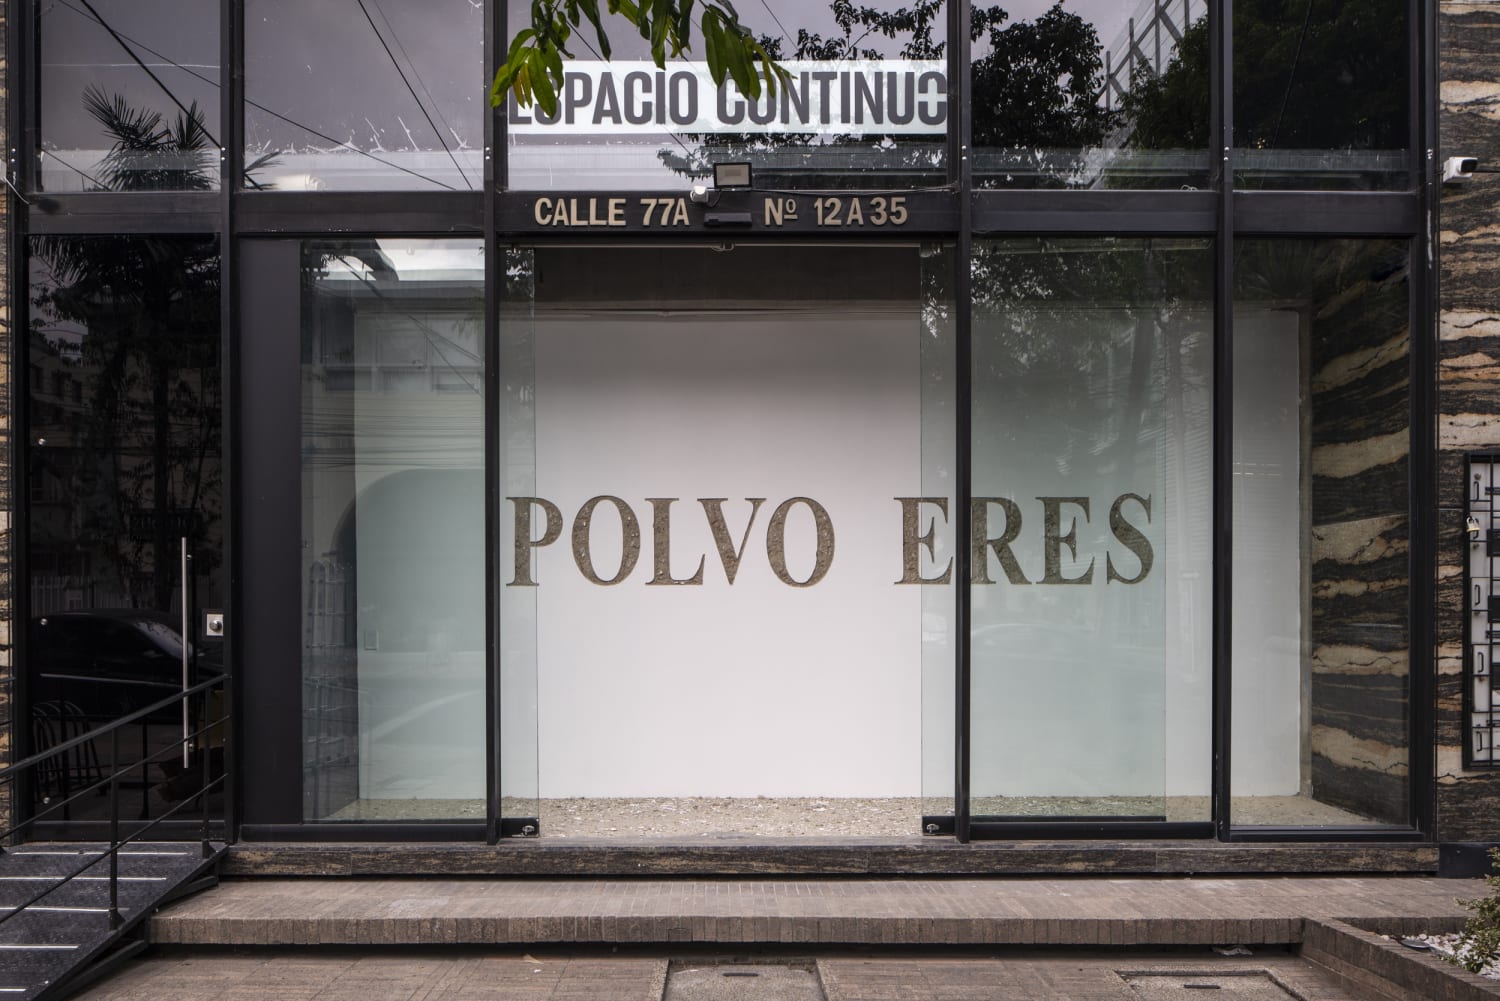 ESPACIO CONTINUO
CALLE 77A Nº 12A35
POLVO ERES